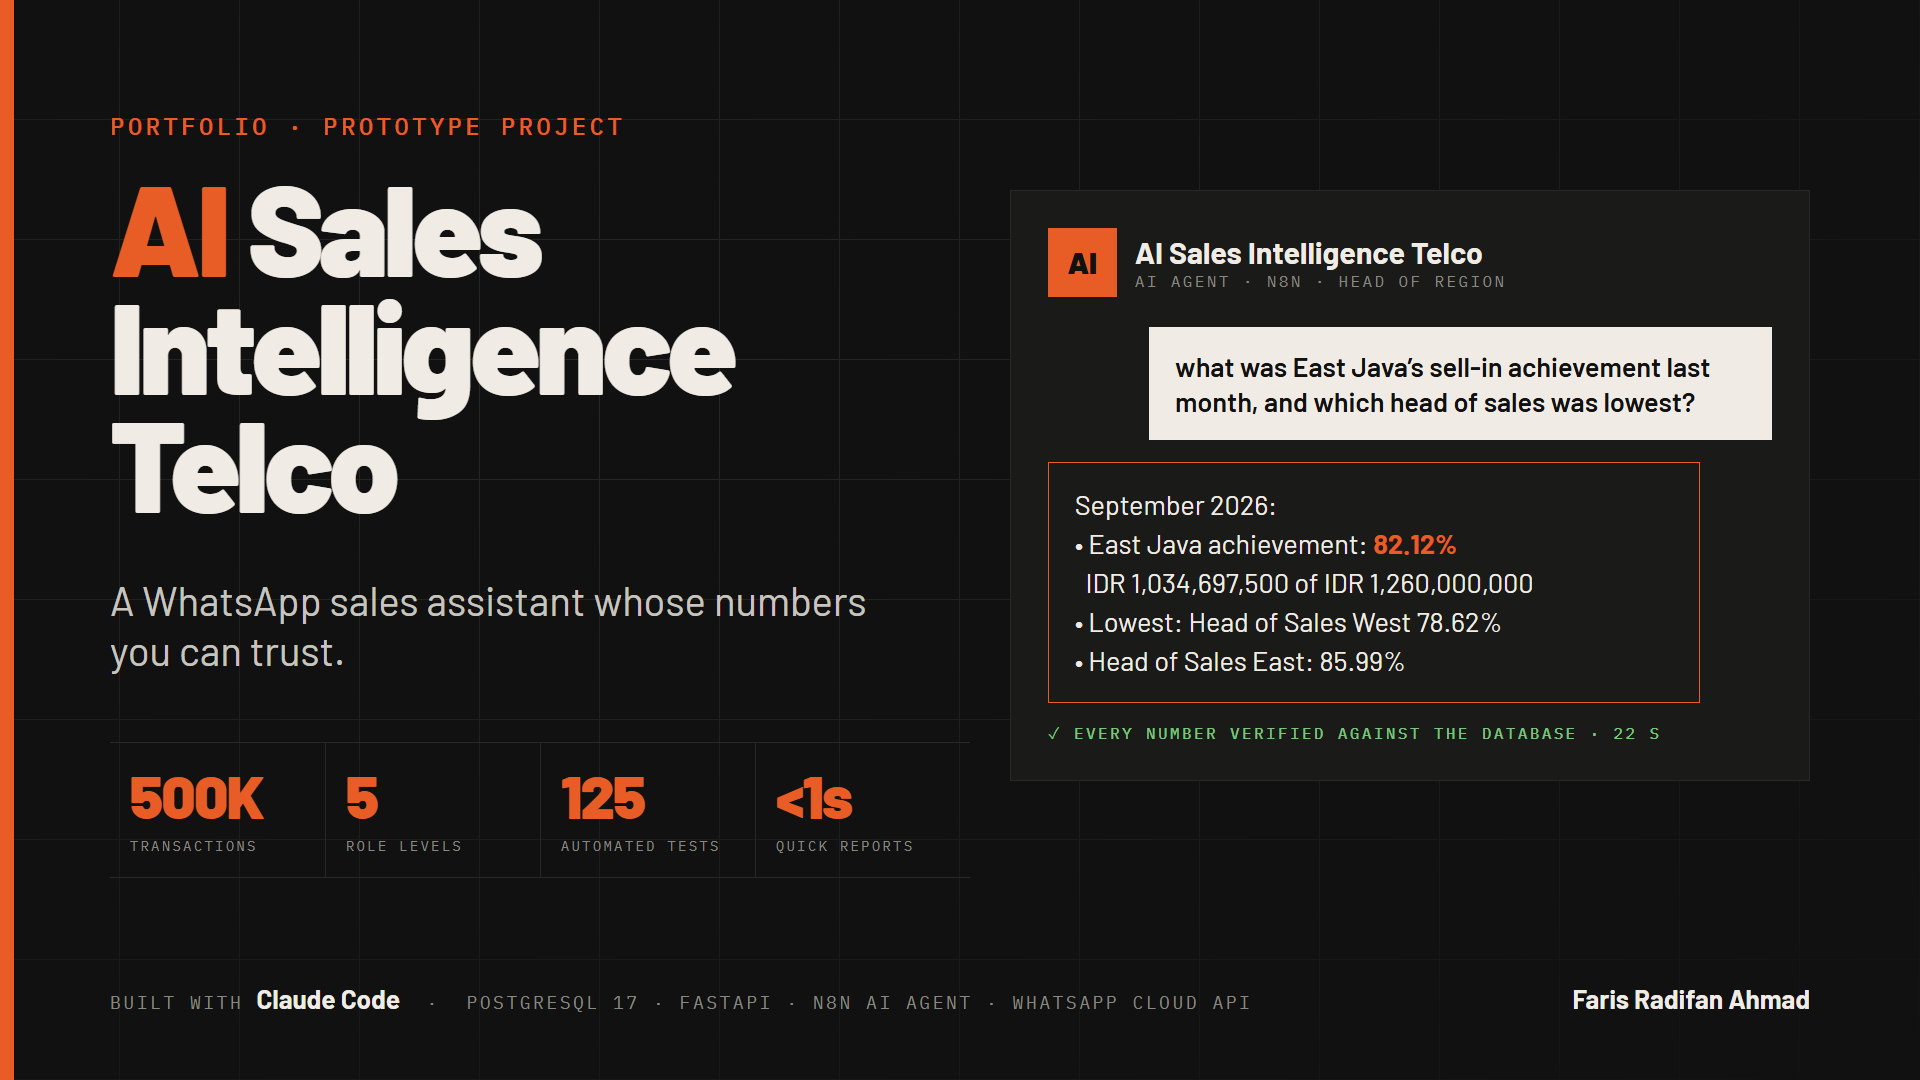 PORTFOLIO · PROTOTYPE PROJECT
AI Sales
Intelligence
Telco
A WhatsApp sales assistant whose numbers
you can trust.
500K
TRANSACTIONS
5
ROLE LEVELS
125
AUTOMATED TESTS
<1s
QUICK REPORTS
AI
AI Sales Intelligence Telco
AI AGENT · N8N · HEAD OF REGION
what was East Java’s sell-in achievement last
month, and which head of sales was lowest?
September 2026:
• East Java achievement: 82.12%
IDR 1,034,697,500 of IDR 1,260,000,000
• Lowest: Head of Sales West 78.62%
• Head of Sales East: 85.99%
✓ EVERY NUMBER VERIFIED AGAINST THE DATABASE · 22 S
BUILT WITH Claude Code · POSTGRESQL 17 · FASTAPI · N8N AI AGENT · WHATSAPP CLOUD API
Faris Radifan Ahmad